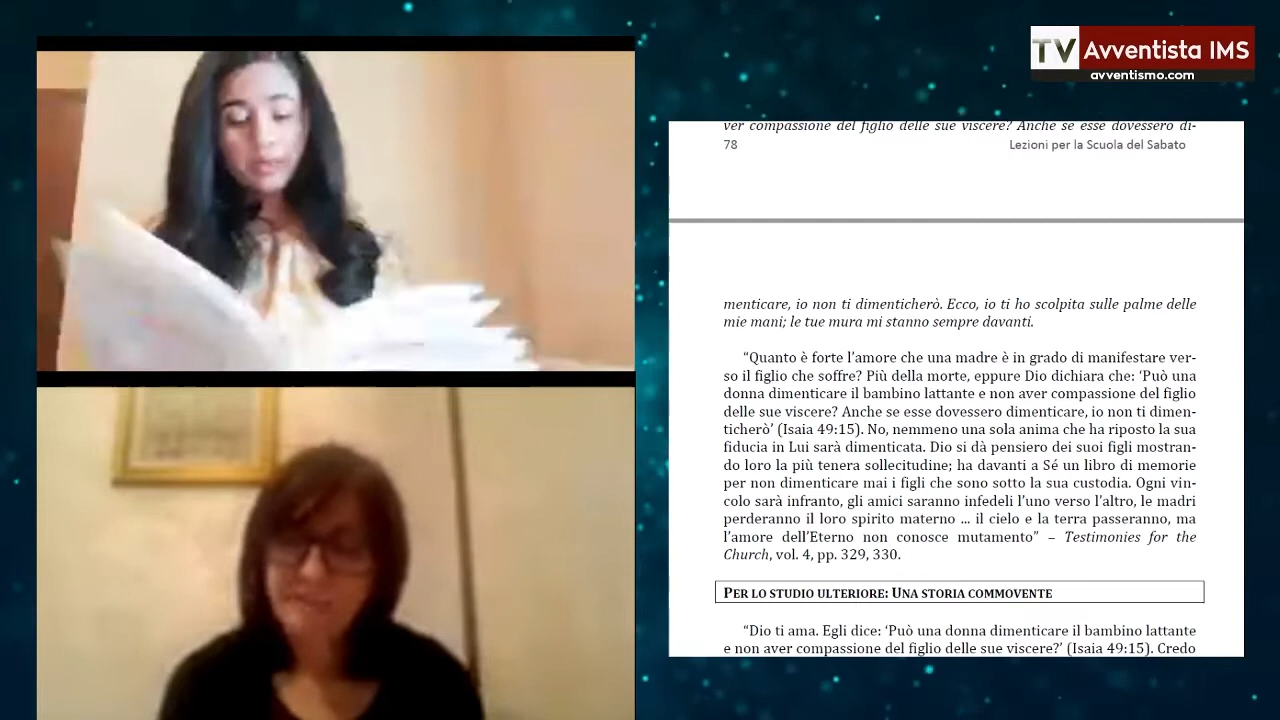 TV Avventista IMS
avventismo.com
ver compassione del figlio delle sue viscere? Anche se esse dovessero di-
78 Lezioni per la Scuola del Sabato
menticare, io non ti dimenticherò. Ecco, io ti ho scolpita sulle palme delle
mie mani; le tue mura mi stanno sempre davanti.
“Quanto è forte l’amore che una madre è in grado di manifestare ver-
so il figlio che soffre? Più della morte, eppure Dio dichiara che: ‘Può una
donna dimenticare il bambino lattante e non aver compassione del figlio
delle sue viscere? Anche se esse dovessero dimenticare, io non ti dimen-
ticherò’ (Isaia 49:15). No, nemmeno una sola anima che ha riposto la sua
fiducia in Lui sarà dimenticata. Dio si dà pensiero dei suoi figli mostran-
do loro la più tenera sollecitudine; ha davanti a Sé un libro di memorie
per non dimenticare mai i figli che sono sotto la sua custodia. Ogni vin-
colo sarà infranto, gli amici saranno infedeli l’uno verso l’altro, le madri
perderanno il loro spirito materno ... il cielo e la terra passeranno, ma
l’amore dell’Eterno non conosce mutamento” – Testimonies for the
Church, vol. 4, pp. 329, 330.
PER LO STUDIO ULTERIORE: UNA STORIA COMMOVENTE
“Dio ti ama. Egli dice: ‘Può una donna dimenticare il bambino lattante
e non aver compassione del figlio delle sue viscere?’ (Isaia 49:15). Credo